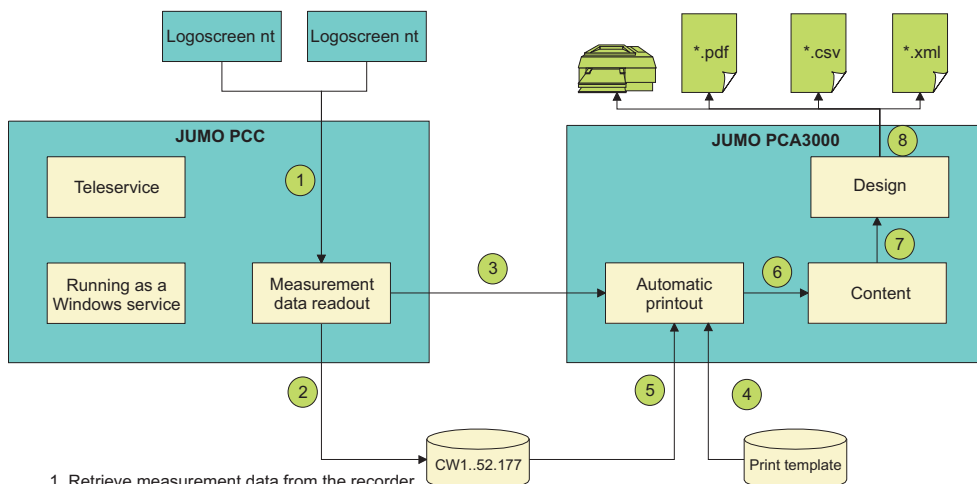 Logoscreen nt
Logoscreen nt
*.pdf
*.csv
*.xml
JUMO PCC
JUMO PCA3000
8
1
Teleservice
Design
7
3
6
Running as a
Windows service
Measurement
data readout
Automatic
printout
Content
2
5
4
CW1..52.177
Print template
1. Retrieve measurement data from the recorder